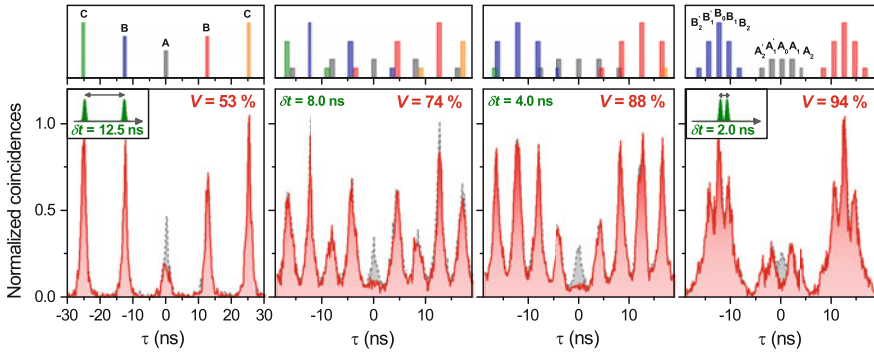 C B A B C
B₂' B₁' B₀ B₁ B₂
A₂' A₁' A₀ A₁ A₂
V = 53 %
δt = 12.5 ns
δt = 8.0 ns
V = 74 %
δt = 4.0 ns
V = 88 %
V = 94 %
δt = 2.0 ns
Normalized coincidences
1.0
0.5
0.0
-30 -20 -10 0 10 20 30
-10 0 10
-10 0 10
-10 0 10
τ (ns) τ (ns) τ (ns) τ (ns)